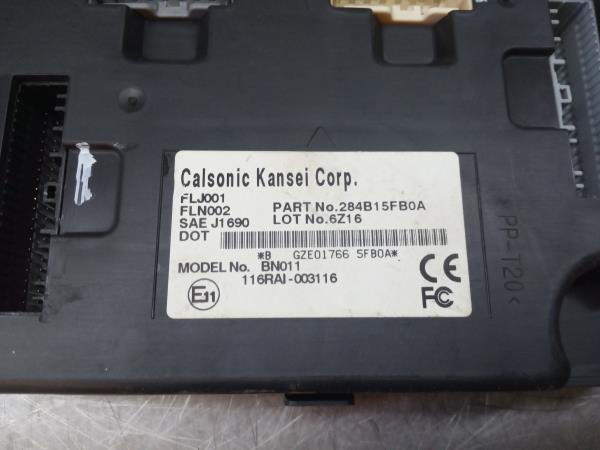 Calsonic Kansei Corp.
FLJ001
FLN002 PART No.284B15FB0A
SAE J1690 LOT No.6Z16
DOT
*B GZE01766 5FB0A*
MODEL No. BN011
116RAI-003116
E11
CE
FC
>PP-T20<